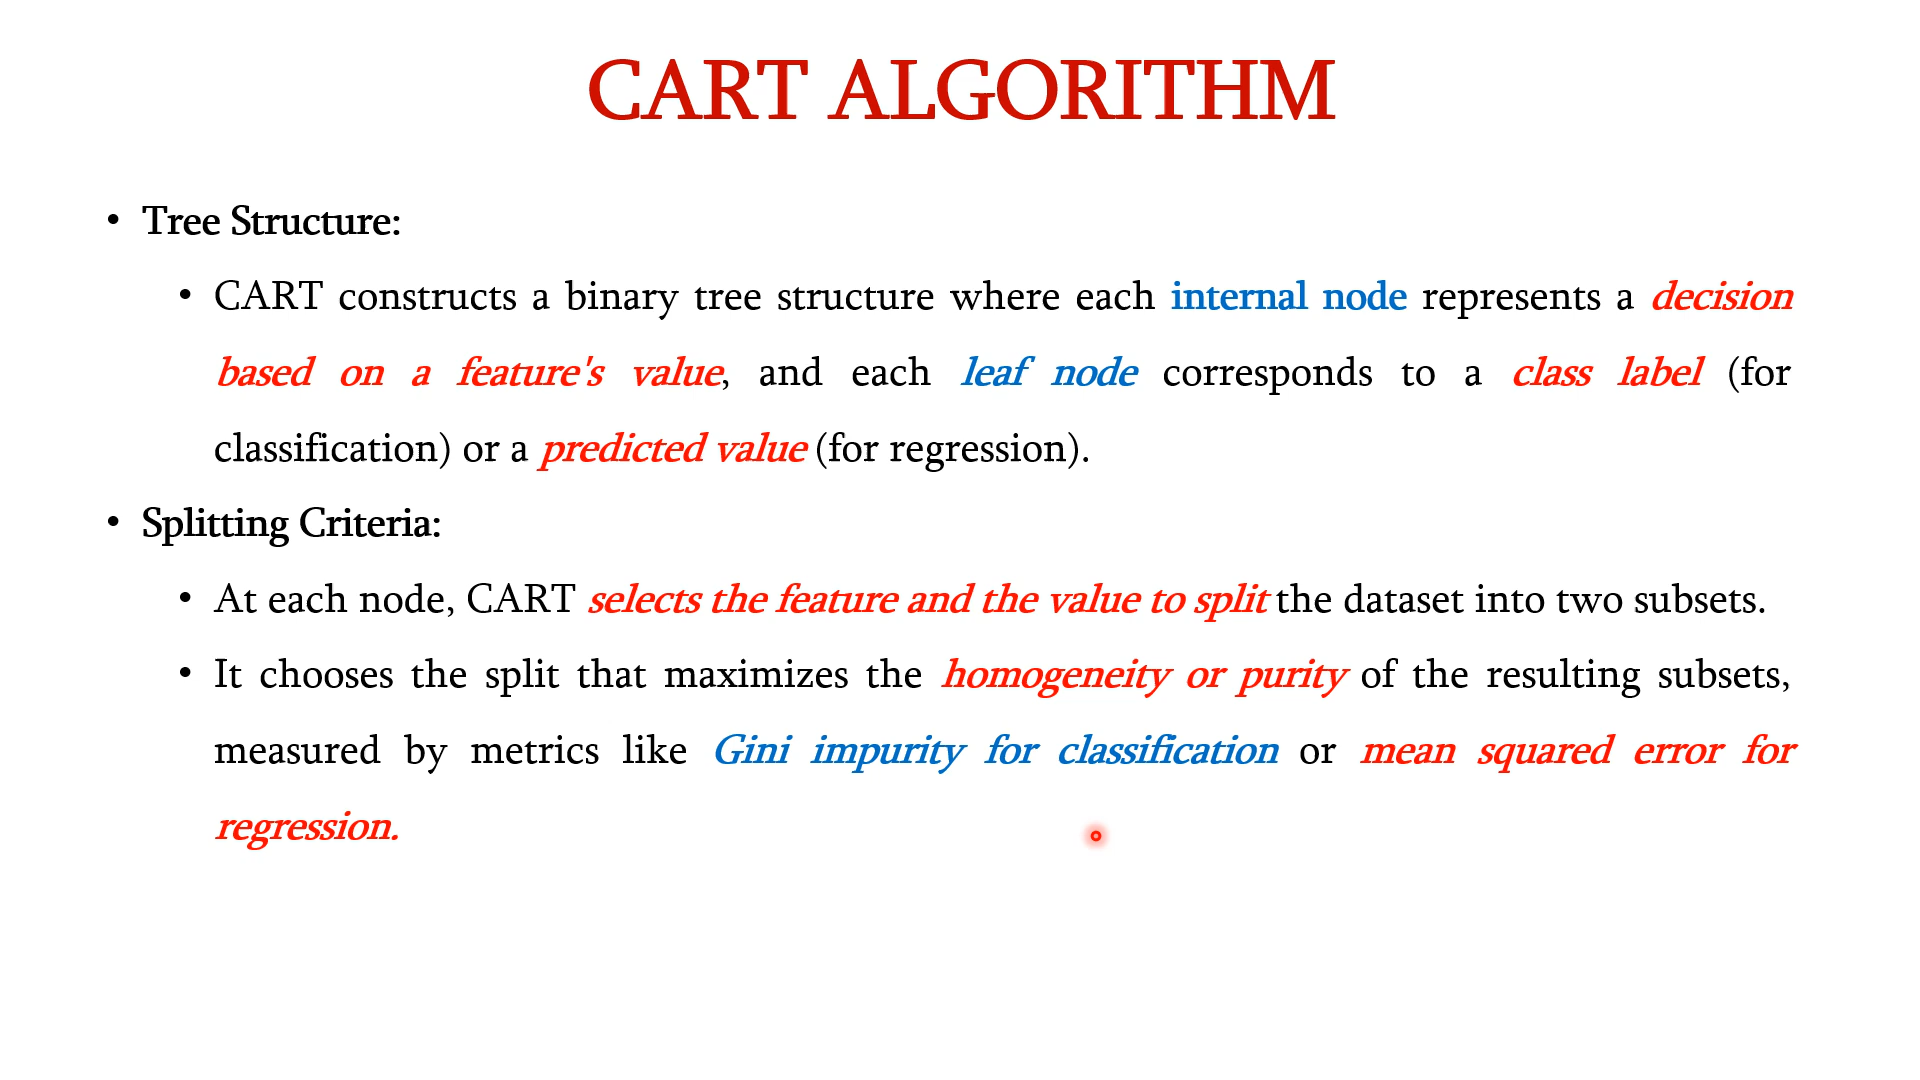 CART ALGORITHM
• Tree Structure:
• CART constructs a binary tree structure where each internal node represents a decision
based on a feature's value, and each leaf node corresponds to a class label (for
classification) or a predicted value (for regression).
• Splitting Criteria:
• At each node, CART selects the feature and the value to split the dataset into two subsets.
• It chooses the split that maximizes the homogeneity or purity of the resulting subsets,
measured by metrics like Gini impurity for classification or mean squared error for
regression.